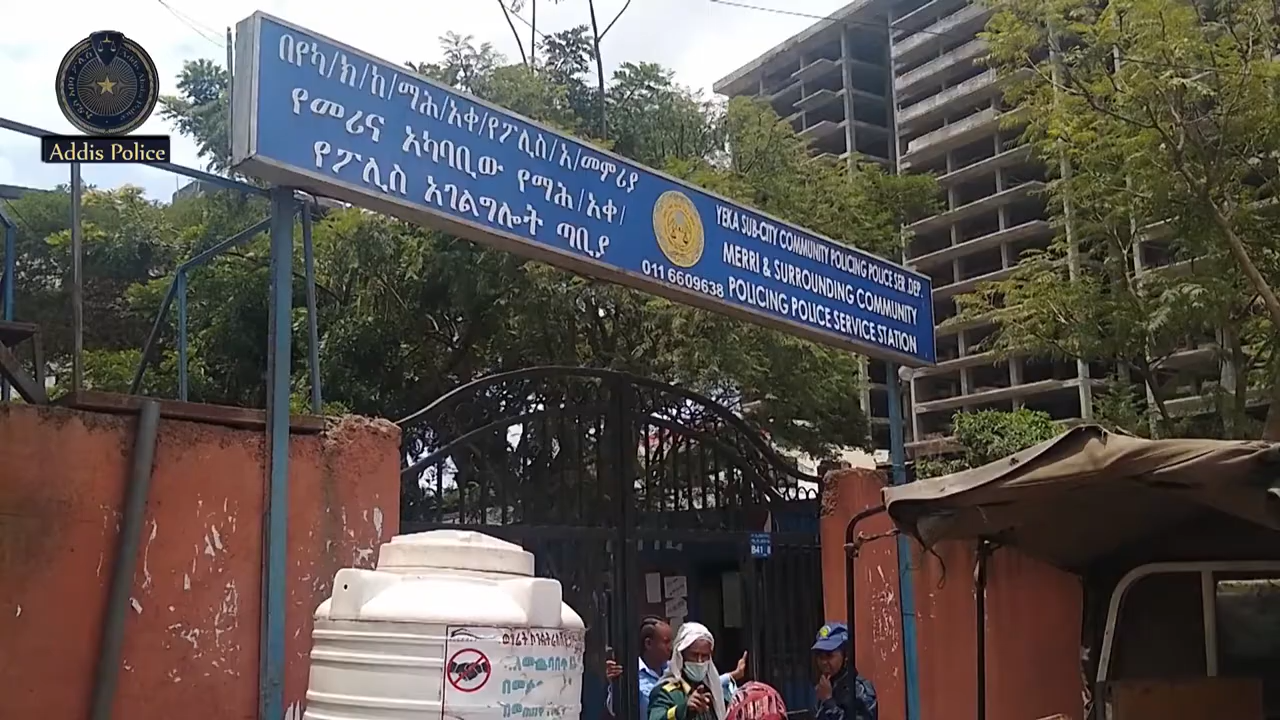 Addis Police
በየካ/ክ/ከ/ማሕ/አቀ/የፖሊስ/አ/መምሪያ
የመሪና አካባቢው የማሕ/አቀ/
የፖሊስ አገልግሎት ጣቢያ
YEKA SUB-CITY COMMUNITY POLICING POLICE SER. DEP.
MERRI & SURROUNDING COMMUNITY
011 6609638 POLICING POLICE SERVICE STATION